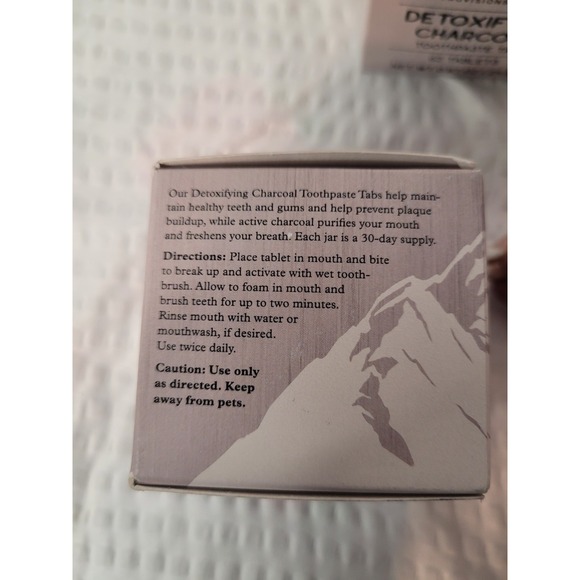 DETOXIF
CHARCO
Our Detoxifying Charcoal Toothpaste Tabs help main-
tain healthy teeth and gums and help prevent plaque
buildup, while active charcoal purifies your mouth
and freshens your breath. Each jar is a 30-day supply.
Directions: Place tablet in mouth and bite
to break up and activate with wet tooth-
brush. Allow to foam in mouth and
brush teeth for up to two minutes.
Rinse mouth with water or
mouthwash, if desired.
Use twice daily.
Caution: Use only
as directed. Keep
away from pets.